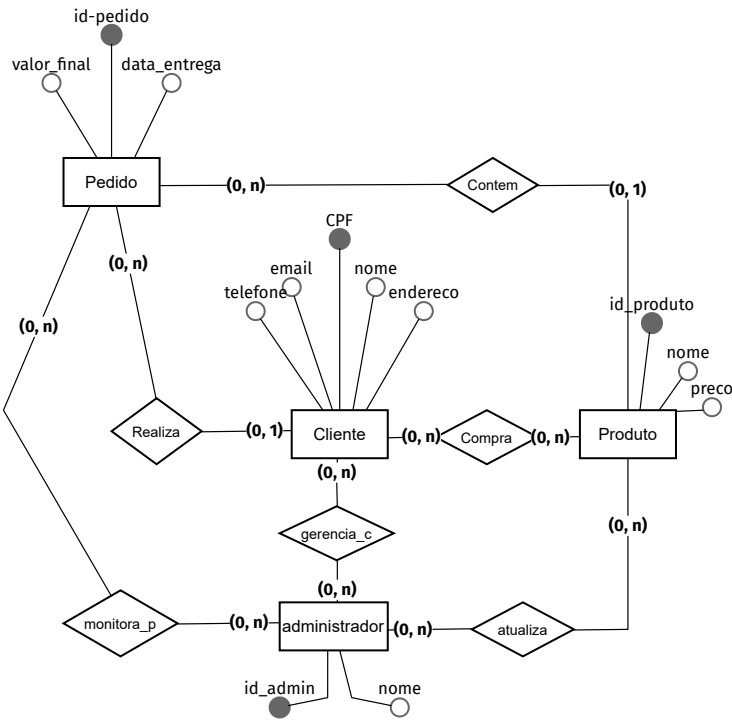 id-pedido
valor_final
data_entrega
Pedido
(0, n)
Contem
(0, 1)
CPF
(0, n)
email
nome
telefone
endereco
id_produto
(0, n)
nome
preco
Realiza
(0, 1)
Cliente
(0, n)
Compra
(0, n)
Produto
(0, n)
(0, n)
gerencia_c
(0, n)
monitora_p
(0, n)
administrador
(0, n)
atualiza
id_admin
nome